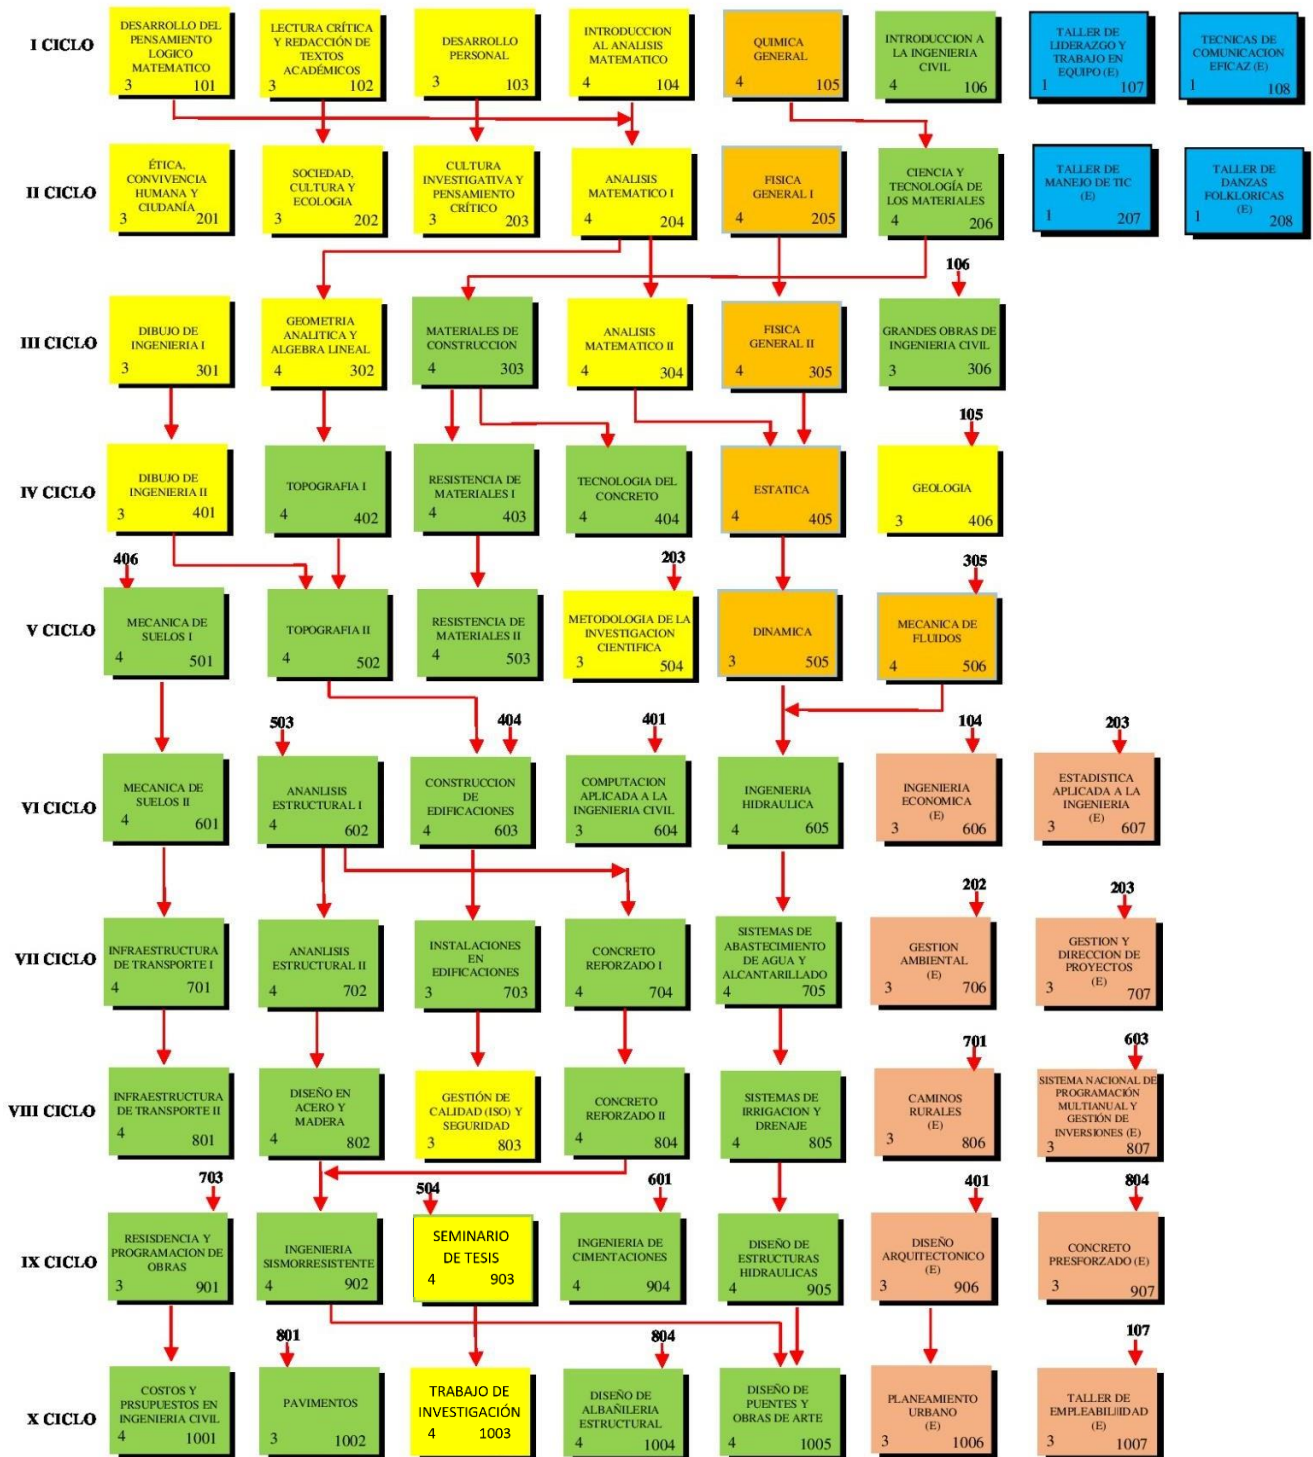 I CICLO
DESARROLLO DEL
PENSAMIENTO
LOGICO
MATEMATICO
3 101
LECTURA CRÍTICA
Y REDACCIÓN DE
TEXTOS
ACADÉMICOS
3 102
DESARROLLO
PERSONAL
3 103
INTRODUCCION
AL ANALISIS
MATEMATICO
4 104
QUIMICA
GENERAL
4 105
INTRODUCCION A
LA INGENIERIA
CIVIL
4 106
TALLER DE
LIDERAZGO Y
TRABAJO EN
EQUIPO (E)
1 107
TECNICAS DE
COMUNICACION
EFICAZ (E)
1 108
II CICLO
ÉTICA,
CONVIVENCIA
HUMANA Y
CIUDANÍA
3 201
SOCIEDAD,
CULTURA Y
ECOLOGIA
3 202
CULTURA
INVESTIGATIVA Y
PENSAMIENTO
CRÍTICO
3 203
ANALISIS
MATEMATICO I
4 204
FISICA
GENERAL I
4 205
CIENCIA Y
TECNOLOGÍA DE
LOS MATERIALES
4 206
TALLER DE
MANEJO DE TIC
(E)
1 207
TALLER DE
DANZAS
FOLKLORICAS
(E)
1 208
106
III CICLO
DIBUJO DE
INGENIERIA I
3 301
GEOMETRIA
ANALITICA Y
ALGEBRA LINEAL
4 302
MATERIALES DE
CONSTRUCCION
4 303
ANALISIS
MATEMATICO II
4 304
FISICA
GENERAL II
4 305
GRANDES OBRAS DE
INGENIERIA CIVIL
3 306
105
IV CICLO
DIBUJO DE
INGENIERIA II
3 401
TOPOGRAFIA I
4 402
RESISTENCIA DE
MATERIALES I
4 403
TECNOLOGIA DEL
CONCRETO
4 404
ESTATICA
4 405
GEOLOGIA
3 406
406
203
305
V CICLO
MECANICA DE
SUELOS I
4 501
TOPOGRAFIA II
4 502
RESISTENCIA DE
MATERIALES II
4 503
METODOLOGIA DE LA
INVESTIGACION
CIENTIFICA
3 504
DINAMICA
3 505
MECANICA DE
FLUIDOS
4 506
503
404
401
104
203
VI CICLO
MECANICA DE
SUELOS II
4 601
ANANLISIS
ESTRUCTURAL I
4 602
CONSTRUCCION
DE
EDIFICACIONES
4 603
COMPUTACION
APLICADA A LA
INGENIERIA CIVIL
3 604
INGENIERIA
HIDRAULICA
4 605
INGENIERIA
ECONOMICA
(E)
3 606
ESTADISTICA
APLICADA A LA
INGENIERIA
(E)
3 607
202
203
VII CICLO
INFRAESTRUCTURA
DE TRANSPORTE I
4 701
ANANLISIS
ESTRUCTURAL II
4 702
INSTALACIONES
EN
EDIFICACIONES
3 703
CONCRETO
REFORZADO I
4 704
SISTEMAS DE
ABASTECIMIENTO
DE AGUA Y
ALCANTARILLADO
4 705
GESTION
AMBIENTAL (E)
3 706
GESTION Y
DIRECCION DE
PROYECTOS
(E)
3 707
701
603
VIII CICLO
INFRAESTRUCTURA
DE TRANSPORTE II
4 801
DISEÑO EN
ACERO Y
MADERA
4 802
GESTIÓN DE
CALIDAD (ISO) Y
SEGURIDAD
3 803
CONCRETO
REFORZADO II
4 804
SISTEMAS DE
IRRIGACION Y
DRENAJE
4 805
CAMINOS
RURALES
(E)
3 806
SISTEMA NACIONAL DE
PROGRAMACIÓN
MULTIANUAL Y
GESTIÓN DE
INVERSIONES (E)
3 807
703
504
601
401
804
IX CICLO
RESISDENCIA Y
PROGRAMACION DE
OBRAS
3 901
INGENIERIA
SISMORRESISTENTE
4 902
SEMINARIO
DE TESIS
4 903
INGENIERIA DE
CIMENTACIONES
4 904
DISEÑO DE
ESTRUCTURAS
HIDRAULICAS
4 905
DISEÑO
ARQUITECTONICO
(E)
3 906
CONCRETO
PRESFORZADO (E)
3 907
801
804
107
X CICLO
COSTOS Y
PRSUPUESTOS EN
INGENIERIA CIVIL
4 1001
PAVIMENTOS
3 1002
TRABAJO DE
INVESTIGACIÓN
4 1003
DISEÑO DE
ALBAÑILERIA
ESTRUCTURAL
4 1004
DISEÑO DE
PUENTES Y
OBRAS DE ARTE
4 1005
PLANEAMIENTO
URBANO
(E)
3 1006
TALLER DE
EMPLEABILIIDAD
(E)
3 1007